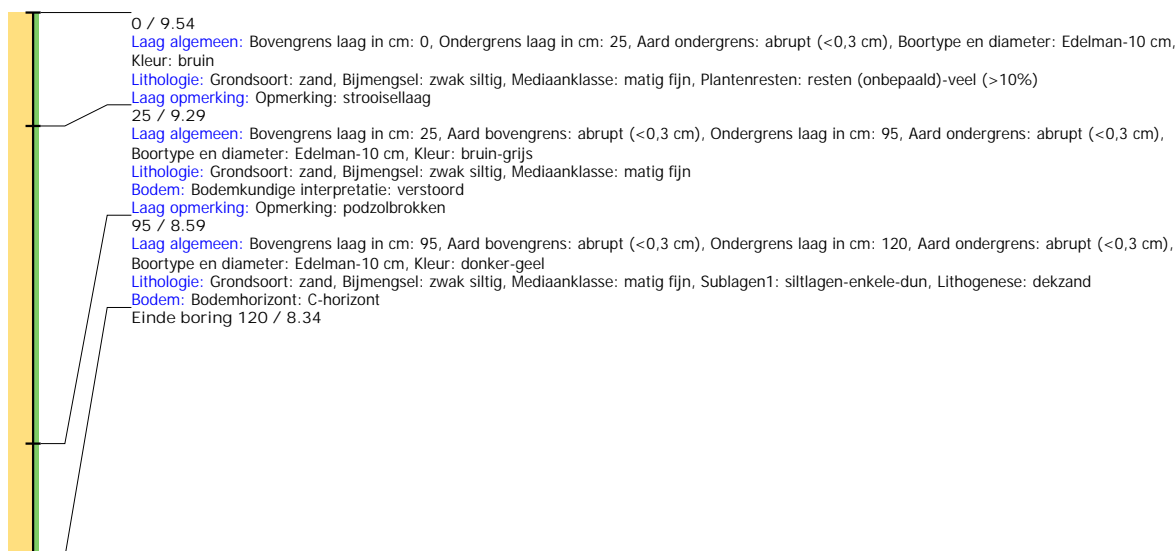 0 / 9.54
Laag algemeen: Bovengrens laag in cm: 0, Ondergrens laag in cm: 25, Aard ondergrens: abrupt (<0,3 cm), Boortype en diameter: Edelman-10 cm,
Kleur: bruin
Lithologie: Grondsoort: zand, Bijmengsel: zwak siltig, Mediaanklasse: matig fijn, Plantenresten: resten (onbepaald)-veel (>10%)
Laag opmerking: Opmerking: strooisellaag
25 / 9.29
Laag algemeen: Bovengrens laag in cm: 25, Aard bovengrens: abrupt (<0,3 cm), Ondergrens laag in cm: 95, Aard ondergrens: abrupt (<0,3 cm),
Boortype en diameter: Edelman-10 cm, Kleur: bruin-grijs
Lithologie: Grondsoort: zand, Bijmengsel: zwak siltig, Mediaanklasse: matig fijn
Bodem: Bodemkundige interpretatie: verstoord
Laag opmerking: Opmerking: podzolbrokken
95 / 8.59
Laag algemeen: Bovengrens laag in cm: 95, Aard bovengrens: abrupt (<0,3 cm), Ondergrens laag in cm: 120, Aard ondergrens: abrupt (<0,3 cm),
Boortype en diameter: Edelman-10 cm, Kleur: donker-geel
Lithologie: Grondsoort: zand, Bijmengsel: zwak siltig, Mediaanklasse: matig fijn, Sublagen1: siltlagen-enkele-dun, Lithogenese: dekzand
Bodem: Bodemhorizont: C-horizont
Einde boring 120 / 8.34